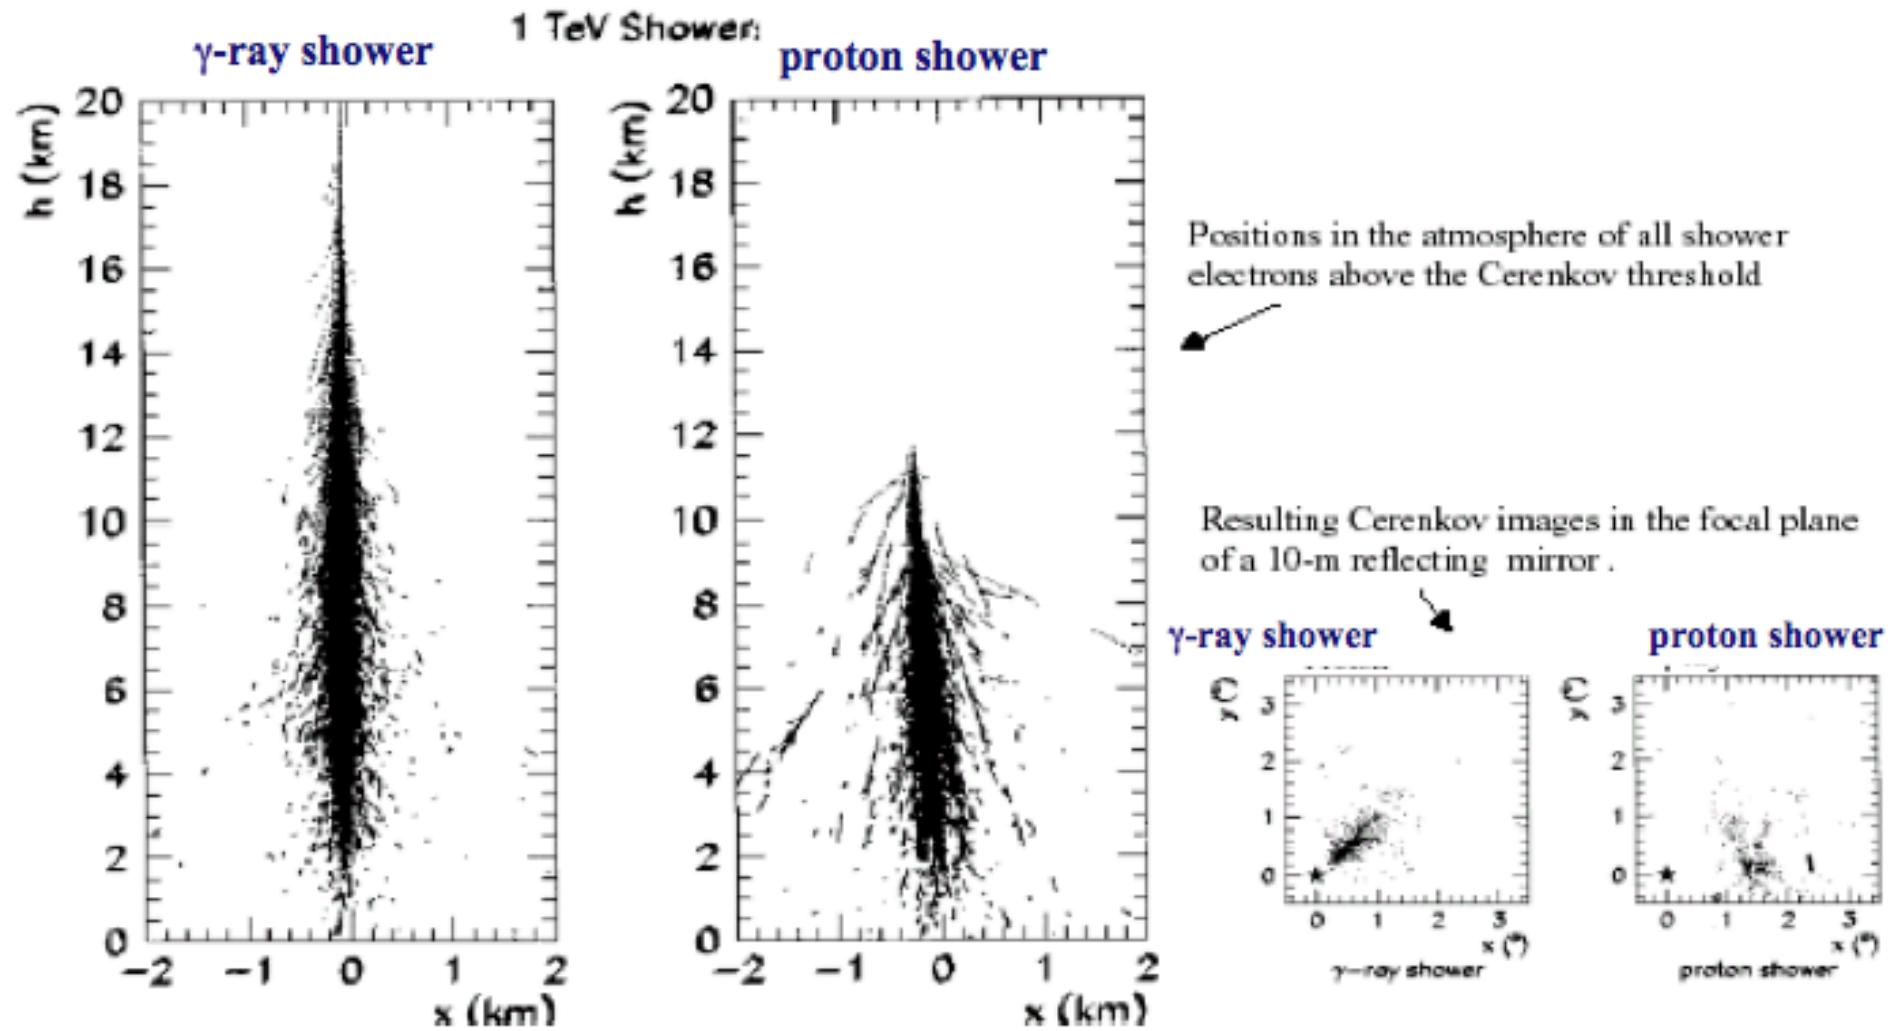 1 TeV Shower:
γ-ray shower
proton shower
h (km)
20
18
16
14
12
10
8
6
4
2
0
-2 -1 0 1 2
x (km)
h (km)
20
18
16
14
12
10
8
6
4
2
0
-2 -1 0 1 2
x (km)
Positions in the atmosphere of all shower
electrons above the Cerenkov threshold
Resulting Cerenkov images in the focal plane
of a 10-m reflecting mirror .
γ-ray shower
proton shower
y (°)
3
2
1
0
0 1 2 3
x (°)
γ-ray shower
y (°)
3
2
1
0
0 1 2 3
x (°)
proton shower